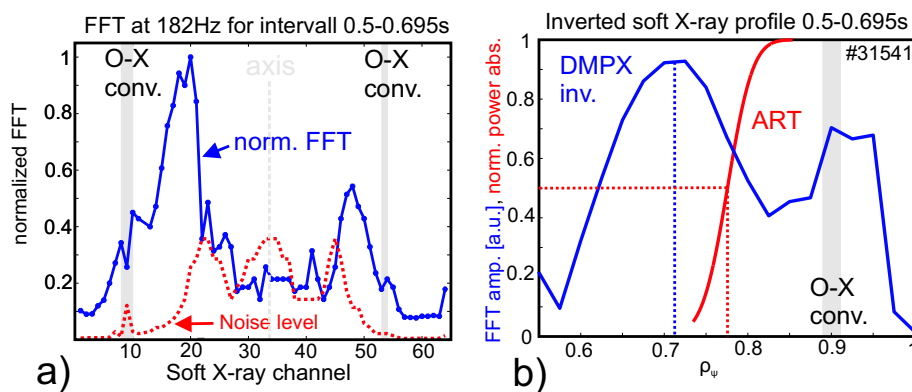 FFT at 182Hz for intervall 0.5-0.695s
normalized FFT
1
0.8
0.6
0.4
0.2
O-X
conv.
axis
O-X
conv.
norm. FFT
Noise level
10 20 30 40 50 60
Soft X-ray channel
a)
Inverted soft X-ray profile 0.5-0.695s
FFT amp. [a.u.], norm. power abs.
1
0.8
0.6
0.4
0.2
0
#31541
DMPX
inv.
ART
O-X
conv.
0.6 0.7 0.8 0.9 1
ρψ
b)